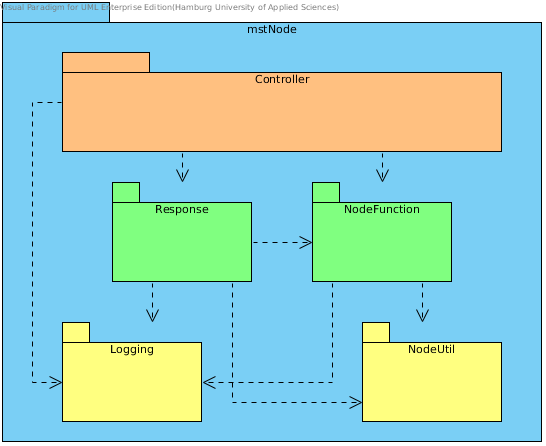 Visual Paradigm for UML Enterprise Edition(Hamburg University of Applied Sciences)
mstNode
Controller
Response
NodeFunction
Logging
NodeUtil